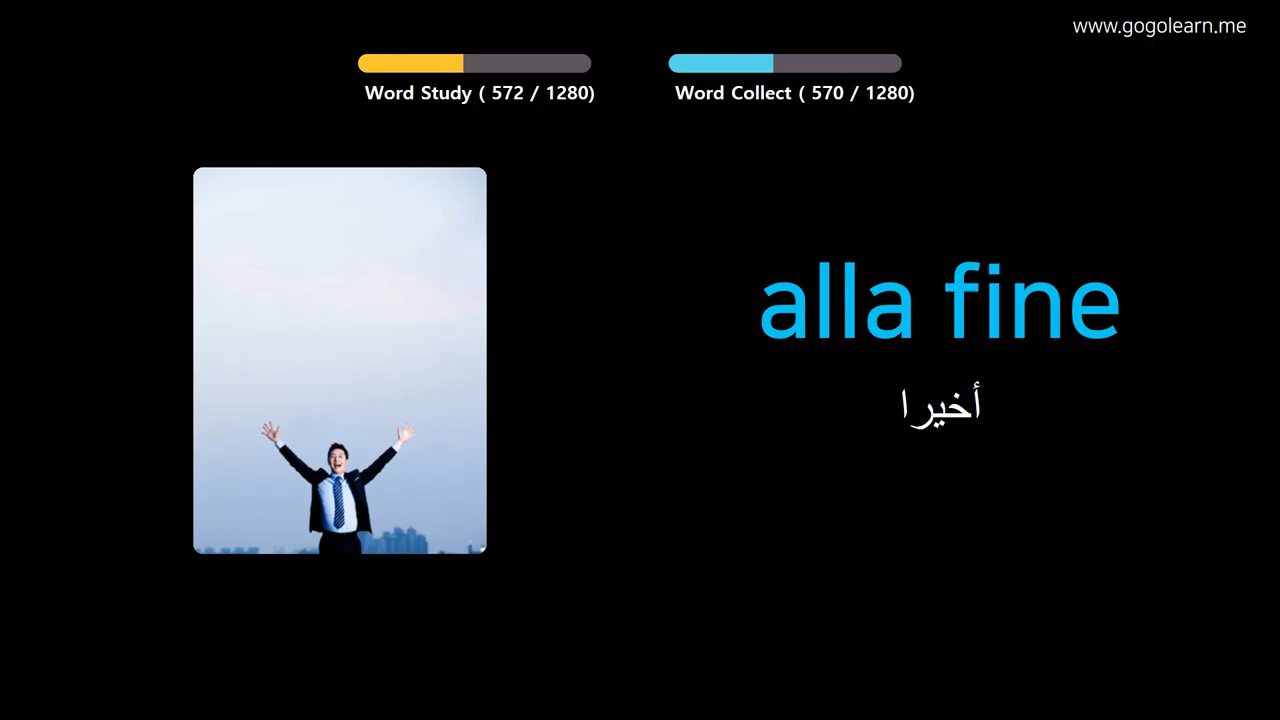 www.gogolearn.me
Word Study ( 572 / 1280)
Word Collect ( 570 / 1280)
alla fine
أخيرا